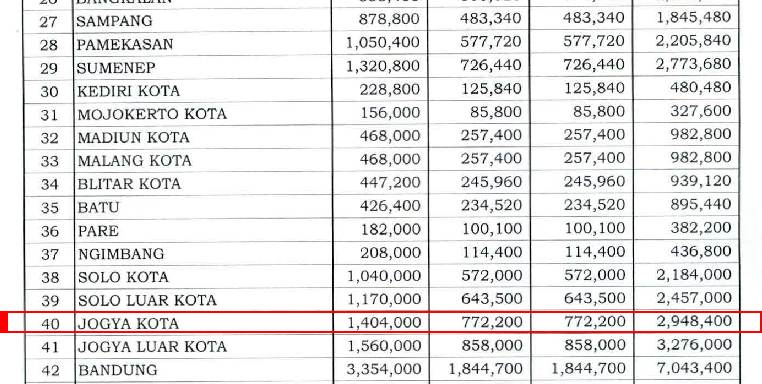 27 SAMPANG 878,800 483,340 483,340 1,845,480
28 PAMEKASAN 1,050,400 577,720 577,720 2,205,840
29 SUMENEP 1,320,800 726,440 726,440 2,773,680
30 KEDIRI KOTA 228,800 125,840 125,840 480,480
31 MOJOKERTO KOTA 156,000 85,800 85,800 327,600
32 MADIUN KOTA 468,000 257,400 257,400 982,800
33 MALANG KOTA 468,000 257,400 257,400 982,800
34 BLITAR KOTA 447,200 245,960 245,960 939,120
35 BATU 426,400 234,520 234,520 895,440
36 PARE 182,000 100,100 100,100 382,200
37 NGIMBANG 208,000 114,400 114,400 436,800
38 SOLO KOTA 1,040,000 572,000 572,000 2,184,000
39 SOLO LUAR KOTA 1,170,000 643,500 643,500 2,457,000
40 JOGYA KOTA 1,404,000 772,200 772,200 2,948,400
41 JOGYA LUAR KOTA 1,560,000 858,000 858,000 3,276,000
42 BANDUNG 3,354,000 1,844,700 1,844,700 7,043,400